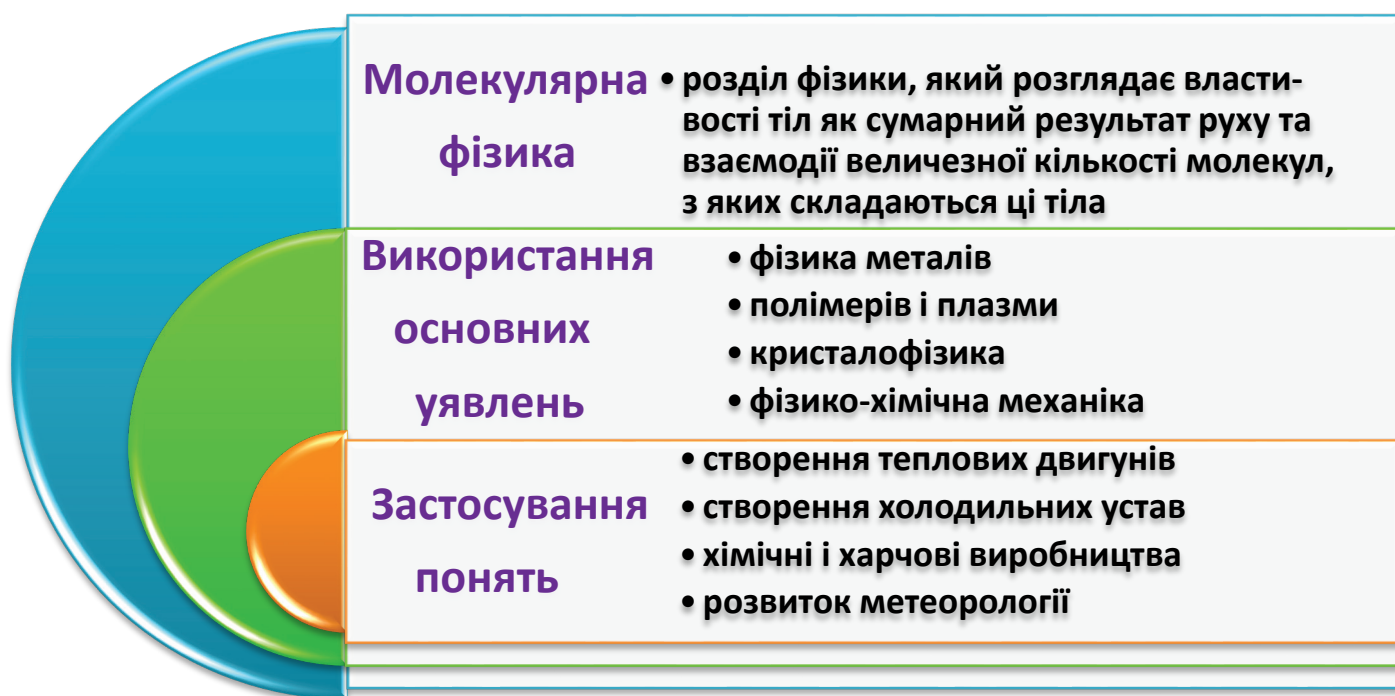 Молекулярна
фізика
• розділ фізики, який розглядає власти-
вості тіл як сумарний результат руху та
взаємодії величезної кількості молекул,
з яких складаються ці тіла
Використання
основних
уявлень
• фізика металів
• полімерів і плазми
• кристалофізика
• фізико-хімічна механіка
Застосування
понять
• створення теплових двигунів
• створення холодильних устав
• хімічні і харчові виробництва
• розвиток метеорології